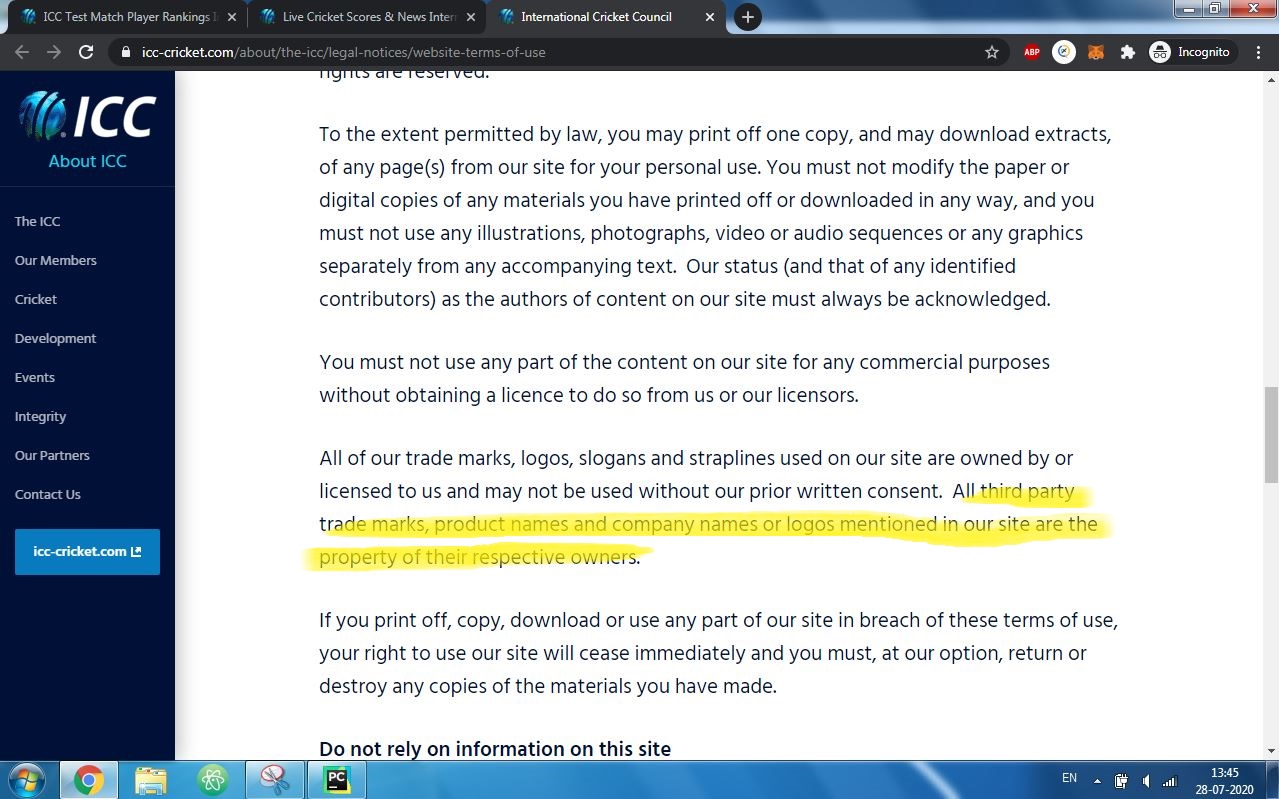 ICC Test Match Player Rankings
Live Cricket Scores & News Inter
International Cricket Council
icc-cricket.com/about/the-icc/legal-notices/website-terms-of-use
ABP
Incognito
ICC
About ICC
The ICC
Our Members
Cricket
Development
Events
Integrity
Our Partners
Contact Us
icc-cricket.com
rights are reserved.
To the extent permitted by law, you may print off one copy, and may download extracts,
of any page(s) from our site for your personal use. You must not modify the paper or
digital copies of any materials you have printed off or downloaded in any way, and you
must not use any illustrations, photographs, video or audio sequences or any graphics
separately from any accompanying text.  Our status (and that of any identified
contributors) as the authors of content on our site must always be acknowledged.
You must not use any part of the content on our site for any commercial purposes
without obtaining a licence to do so from us or our licensors.
All of our trade marks, logos, slogans and straplines used on our site are owned by or
licensed to us and may not be used without our prior written consent.  All third party
trade marks, product names and company names or logos mentioned in our site are the
property of their respective owners.
If you print off, copy, download or use any part of our site in breach of these terms of use,
your right to use our site will cease immediately and you must, at our option, return or
destroy any copies of the materials you have made.
Do not rely on information on this site
PC
EN
13:45
28-07-2020